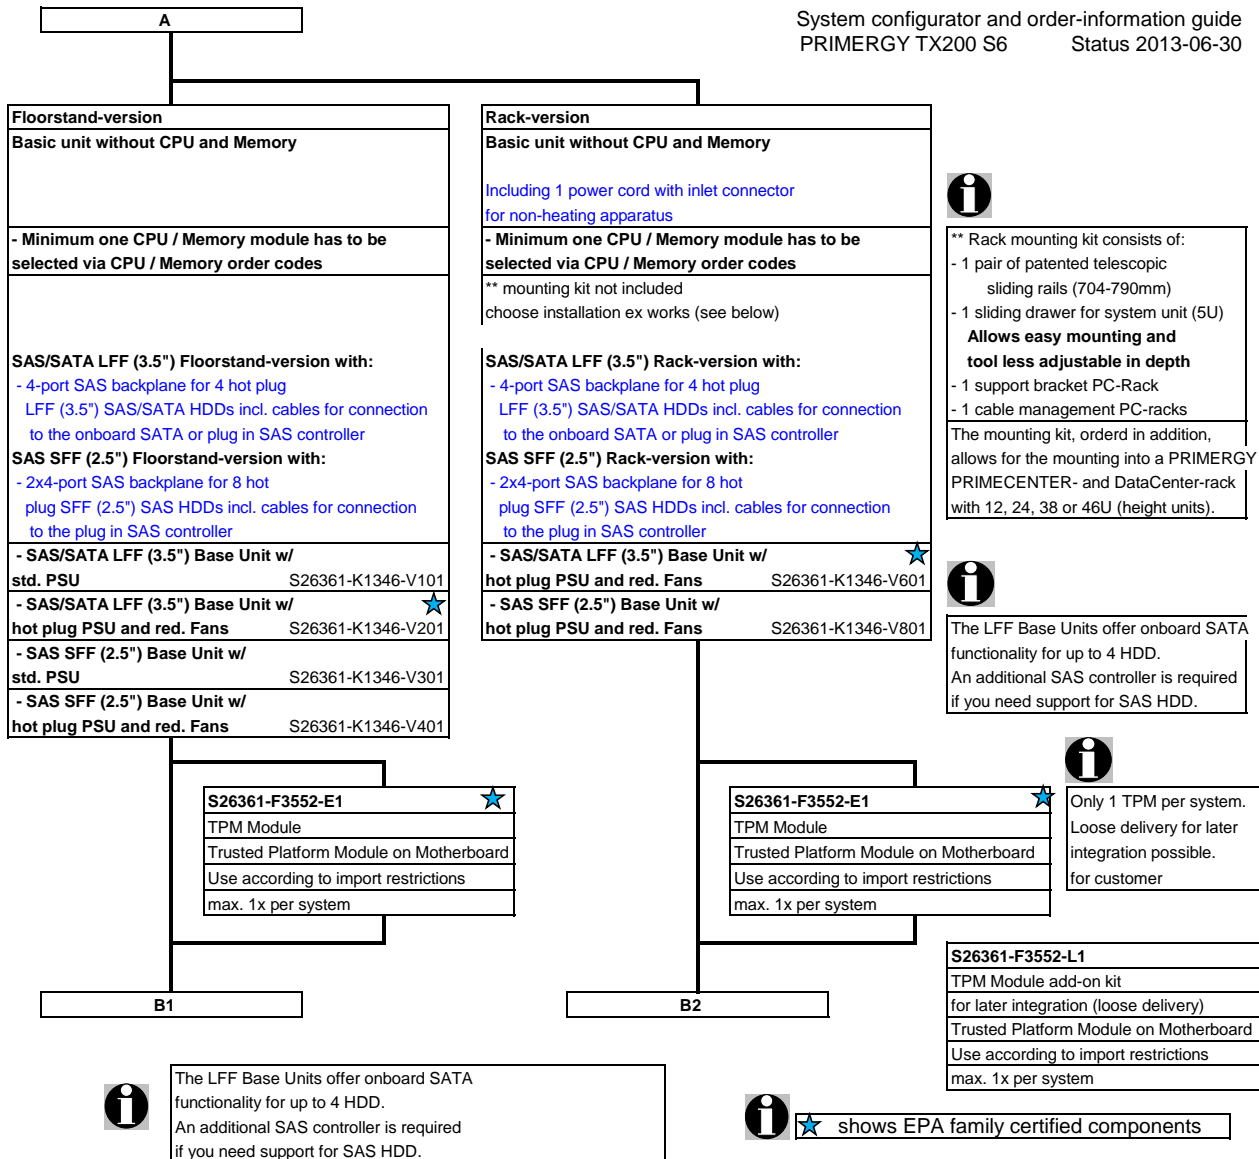 A
System configurator and order-information guide
PRIMERGY TX200 S6 Status 2013-06-30
Floorstand-version
Basic unit without CPU and Memory
- Minimum one CPU / Memory module has to be
selected via CPU / Memory order codes
SAS/SATA LFF (3.5") Floorstand-version with:
- 4-port SAS backplane for 4 hot plug
LFF (3.5") SAS/SATA HDDs incl. cables for connection
to the onboard SATA or plug in SAS controller
SAS SFF (2.5") Floorstand-version with:
- 2x4-port SAS backplane for 8 hot
plug SFF (2.5") SAS HDDs incl. cables for connection
to the plug in SAS controller
- SAS/SATA LFF (3.5") Base Unit w/
std. PSU S26361-K1346-V101
- SAS/SATA LFF (3.5") Base Unit w/
hot plug PSU and red. Fans S26361-K1346-V201
- SAS SFF (2.5") Base Unit w/
std. PSU S26361-K1346-V301
- SAS SFF (2.5") Base Unit w/
hot plug PSU and red. Fans S26361-K1346-V401
Rack-version
Basic unit without CPU and Memory
Including 1 power cord with inlet connector
for non-heating apparatus
- Minimum one CPU / Memory module has to be
selected via CPU / Memory order codes
** mounting kit not included
choose installation ex works (see below)
SAS/SATA LFF (3.5") Rack-version with:
- 4-port SAS backplane for 4 hot plug
LFF (3.5") SAS/SATA HDDs incl. cables for connection
to the onboard SATA or plug in SAS controller
SAS SFF (2.5") Rack-version with:
- 2x4-port SAS backplane for 8 hot
plug SFF (2.5") SAS HDDs incl. cables for connection
to the plug in SAS controller
- SAS/SATA LFF (3.5") Base Unit w/
hot plug PSU and red. Fans S26361-K1346-V601
- SAS SFF (2.5") Base Unit w/
hot plug PSU and red. Fans S26361-K1346-V801
** Rack mounting kit consists of:
- 1 pair of patented telescopic
sliding rails (704-790mm)
- 1 sliding drawer for system unit (5U)
Allows easy mounting and
tool less adjustable in depth
- 1 support bracket PC-Rack
- 1 cable management PC-racks
The mounting kit, orderd in addition,
allows for the mounting into a PRIMERGY
PRIMECENTER- and DataCenter-rack
with 12, 24, 38 or 46U (height units).
The LFF Base Units offer onboard SATA
functionality for up to 4 HDD.
An additional SAS controller is required
if you need support for SAS HDD.
S26361-F3552-E1
TPM Module
Trusted Platform Module on Motherboard
Use according to import restrictions
max. 1x per system
S26361-F3552-E1
TPM Module
Trusted Platform Module on Motherboard
Use according to import restrictions
max. 1x per system
Only 1 TPM per system.
Loose delivery for later
integration possible.
for customer
S26361-F3552-L1
TPM Module add-on kit
for later integration (loose delivery)
Trusted Platform Module on Motherboard
Use according to import restrictions
max. 1x per system
B1
B2
The LFF Base Units offer onboard SATA
functionality for up to 4 HDD.
An additional SAS controller is required
if you need support for SAS HDD.
shows EPA family certified components